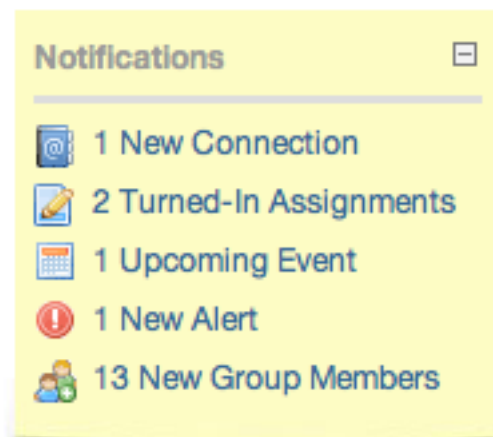 Notifications
1 New Connection
2 Turned-In Assignments
1 Upcoming Event
1 New Alert
13 New Group Members